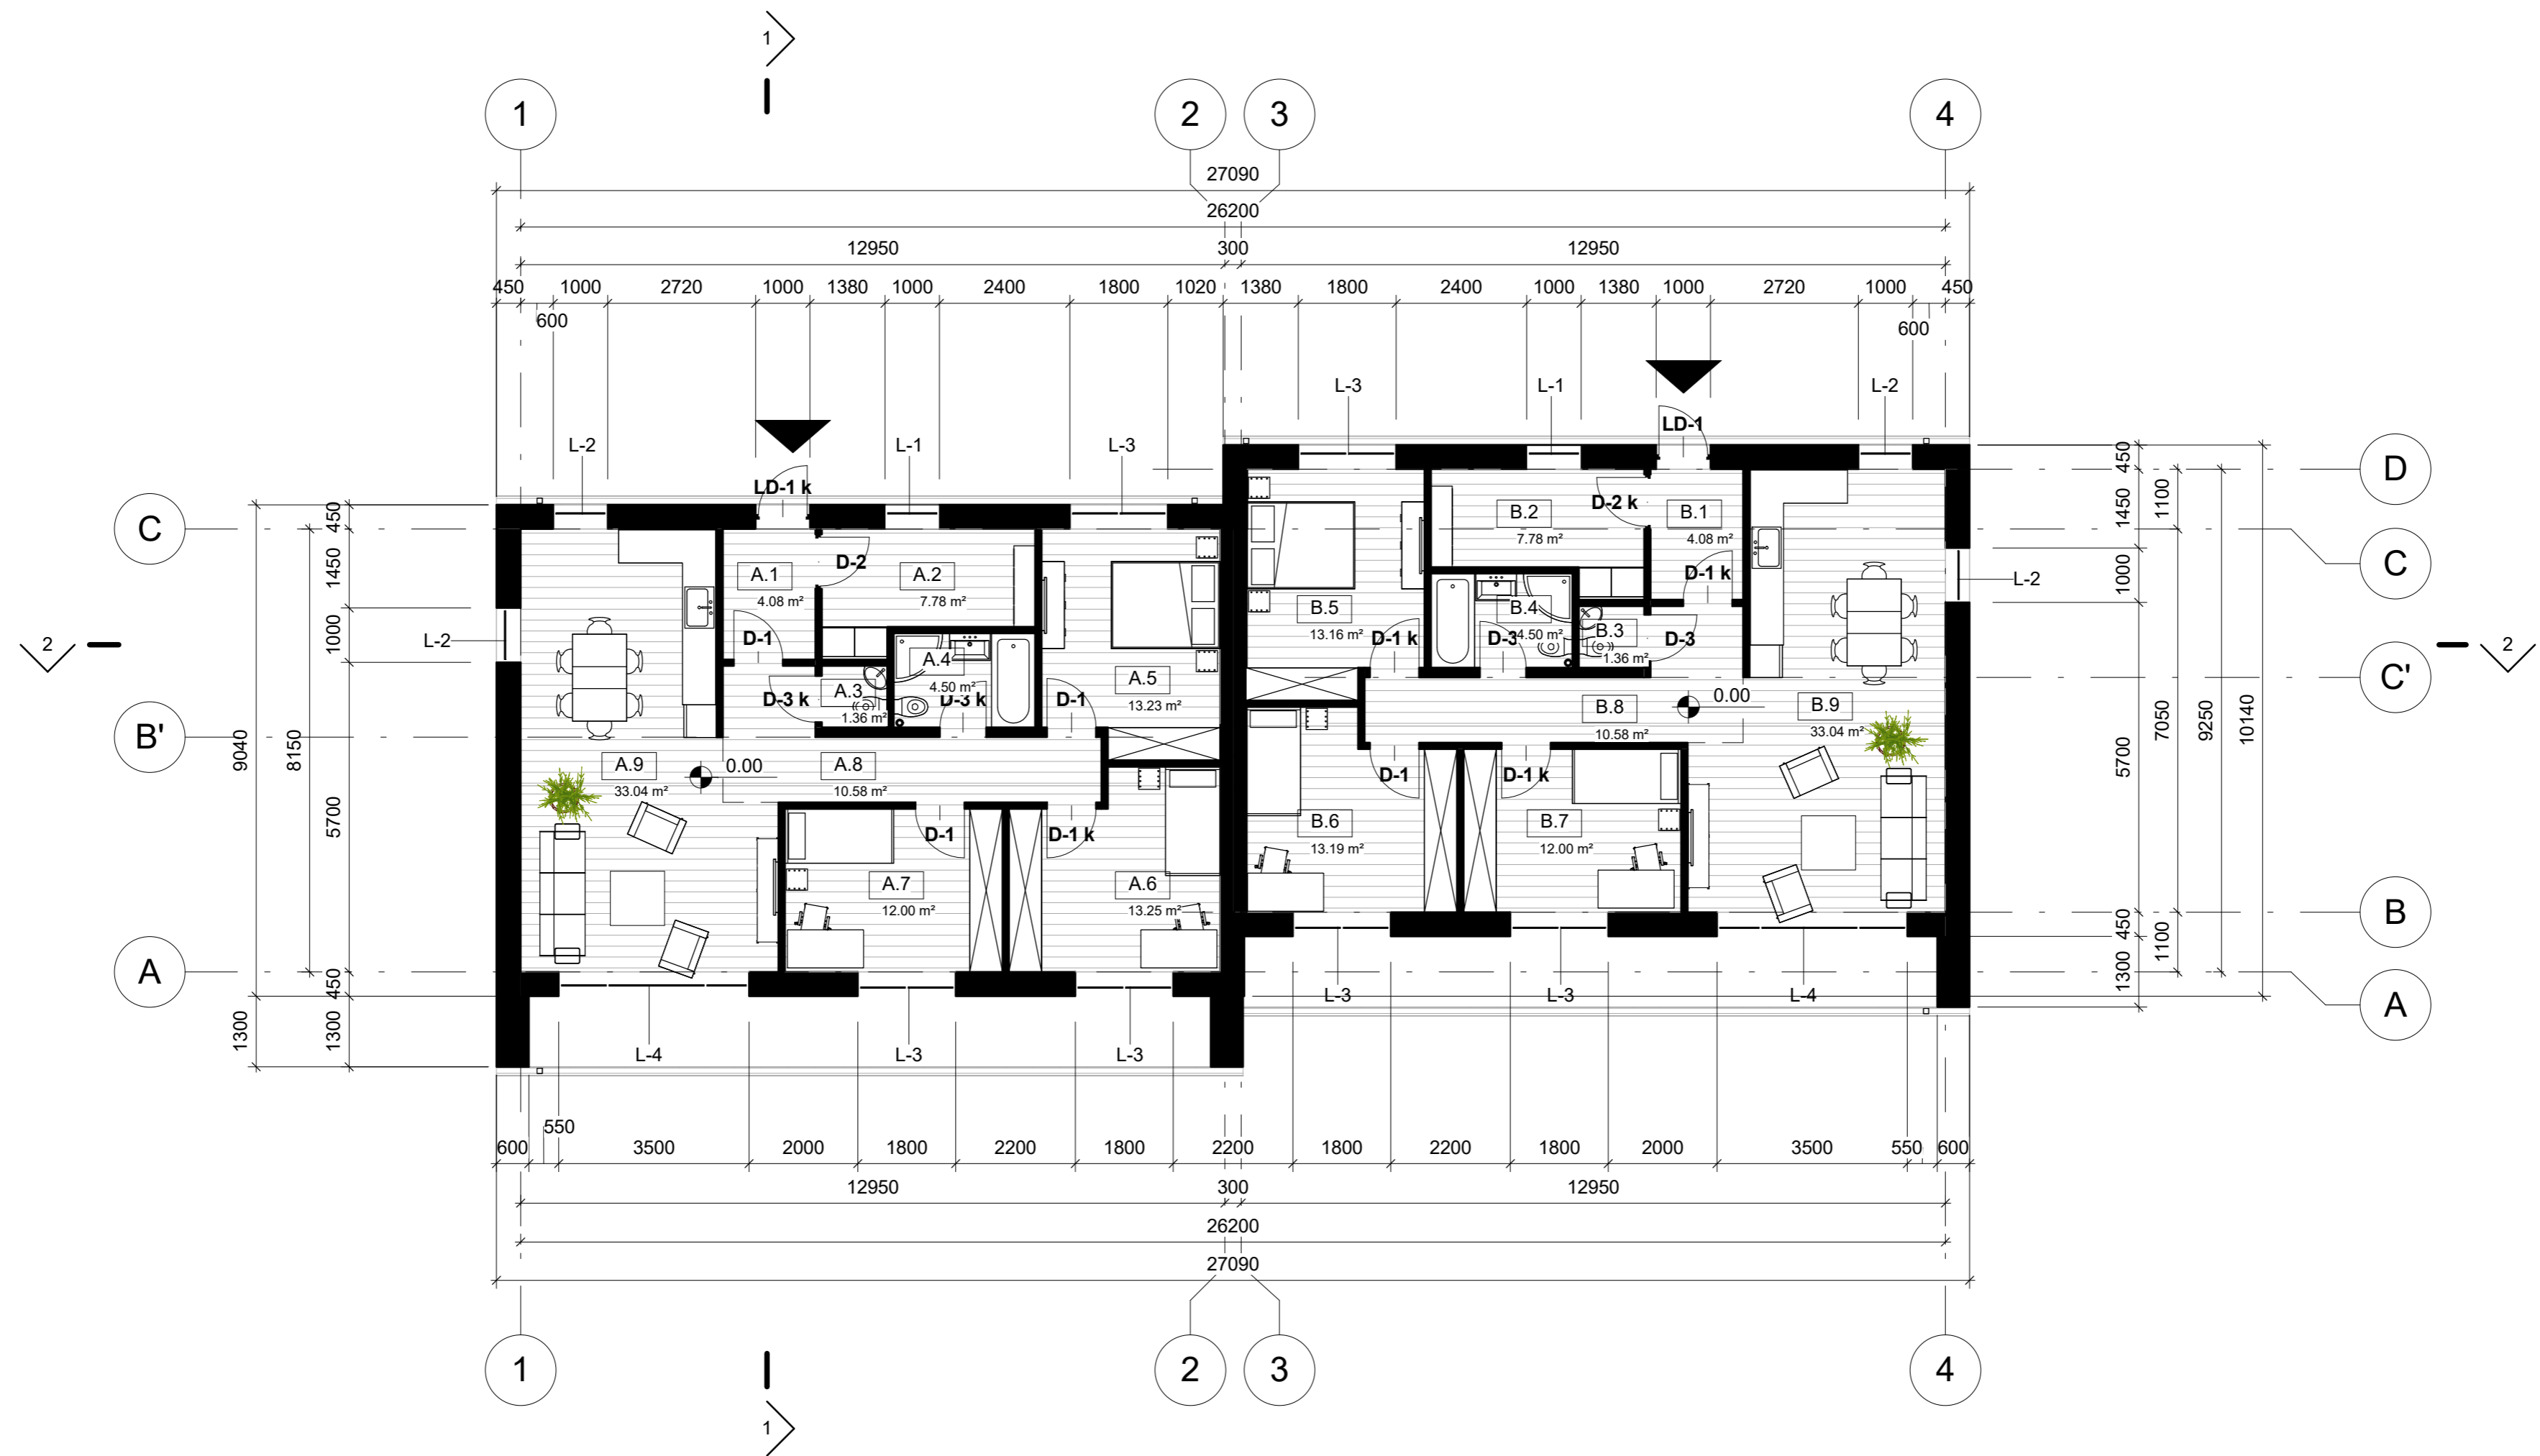 1
1 2 3 4
27090
26200
12950 300 12950
450 1000 2720 1000 1380 1000 2400 1800 1020 1380 1800 2400 1000 1380 1000 2720 1000 450
600 600
L-3 L-1 L-2
LD-1
L-2 L-1 L-3
LD-1 k
D
C
C
C'
B'
B
A
A
2
2
9040
8150
450
1450
1000
5700
450
1300
1300
L-2
A.1
4.08 m²
D-2
A.2
7.78 m²
D-1
A.4
4.50 m²
D-3 k
A.3
1.36 m²
D-3 k
D-1
A.5
13.23 m²
A.9
33.04 m²
0.00
A.8
10.58 m²
D-1
D-1 k
A.7
12.00 m²
A.6
13.25 m²
B.2
7.78 m²
D-2 k
B.1
4.08 m²
D-1 k
B.5
13.16 m²
D-1 k
B.4
4.50 m²
D-3
B.3
1.36 m²
D-3
B.8
10.58 m²
0.00
B.9
33.04 m²
D-1
D-1 k
B.6
13.19 m²
B.7
12.00 m²
L-2
450
1450
1000
5700
450
1300
1100
7050
1100
9250
10140
L-3 L-3 L-4
L-4 L-3 L-3
550
600 3500 2000 1800 2200 1800 2200 1800 2200 1800 2000 3500 550 600
12950 300 12950
26200
27090
1 2 3 4
1